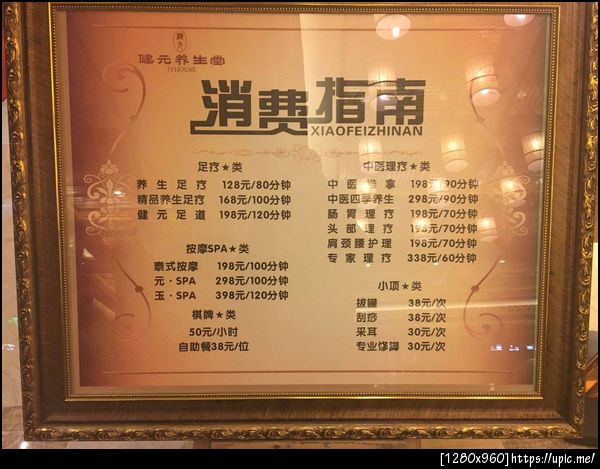 健元养生堂
JYHOUSE
消费指南
XIAOFEIZHINAN
足疗★类
养生足疗 128元/80分钟
精品养生足疗 168元/100分钟
健元足道 198元/120分钟
按摩SPA★类
泰式按摩 198元/100分钟
元·SPA 298元/100分钟
玉·SPA 398元/120分钟
棋牌★类
50元/小时
自助餐38元/位
中医理疗★类
中医推拿 198元/90分钟
中医四季养生 298元/90分钟
肠胃理疗 198元/70分钟
头部理疗 198元/70分钟
肩颈腰护理 198元/70分钟
专家理疗 338元/60分钟
小项★类
拔罐 38元/次
刮痧 38元/次
采耳 30元/次
专业修脚 30元/次
[1280x960]https://upic.me/